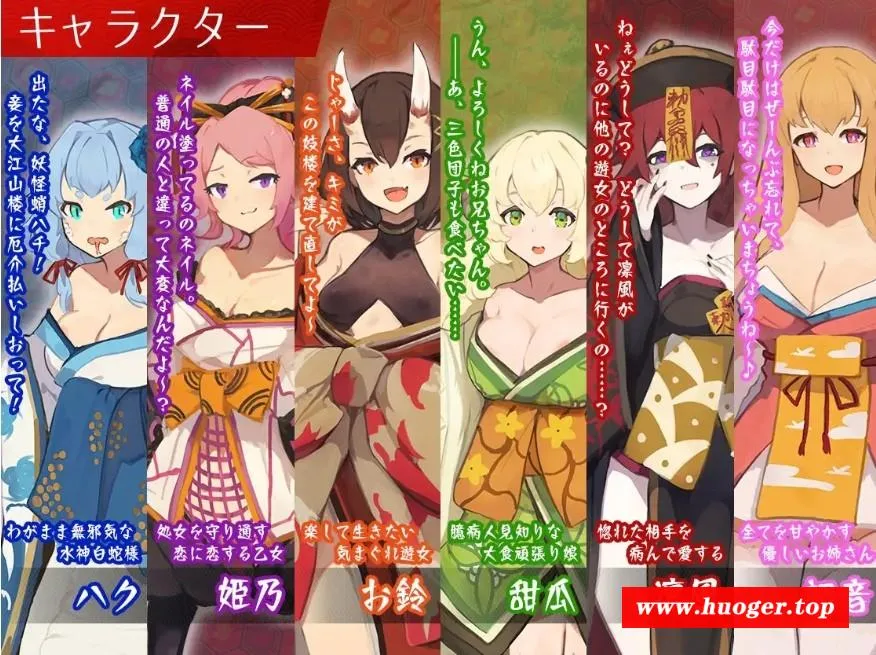 キャラクター
出たな、妖怪蛸八チ！
妾を大江山楼に厄介払いしおって！
わがまま無邪気な
水神白蛇様
ハク
ネイル塗ってるのネイル。
普通の人と違って大変なんだよ～？
処女を守り通す
恋に恋する乙女
姫乃
じゃーさ、キミが
この妓楼を建て直してよ～
楽して生きたい
気まぐれ遊女
お鈴
うん、よろしくねお兄ちゃん。
――あ、三色団子も食べたい……
臆病人見知りな
大食頑張り娘
甜瓜
ねぇどうして？ どうして凛風が
いるのに他の遊女のところに行くの……？
惚れた相手を
病んで愛する
今だけはぜーんぶ忘れて、
駄目駄目になっちゃいまちょうね～♪
全てを甘やかす
優しいお姉さん
音
www.huoger.top